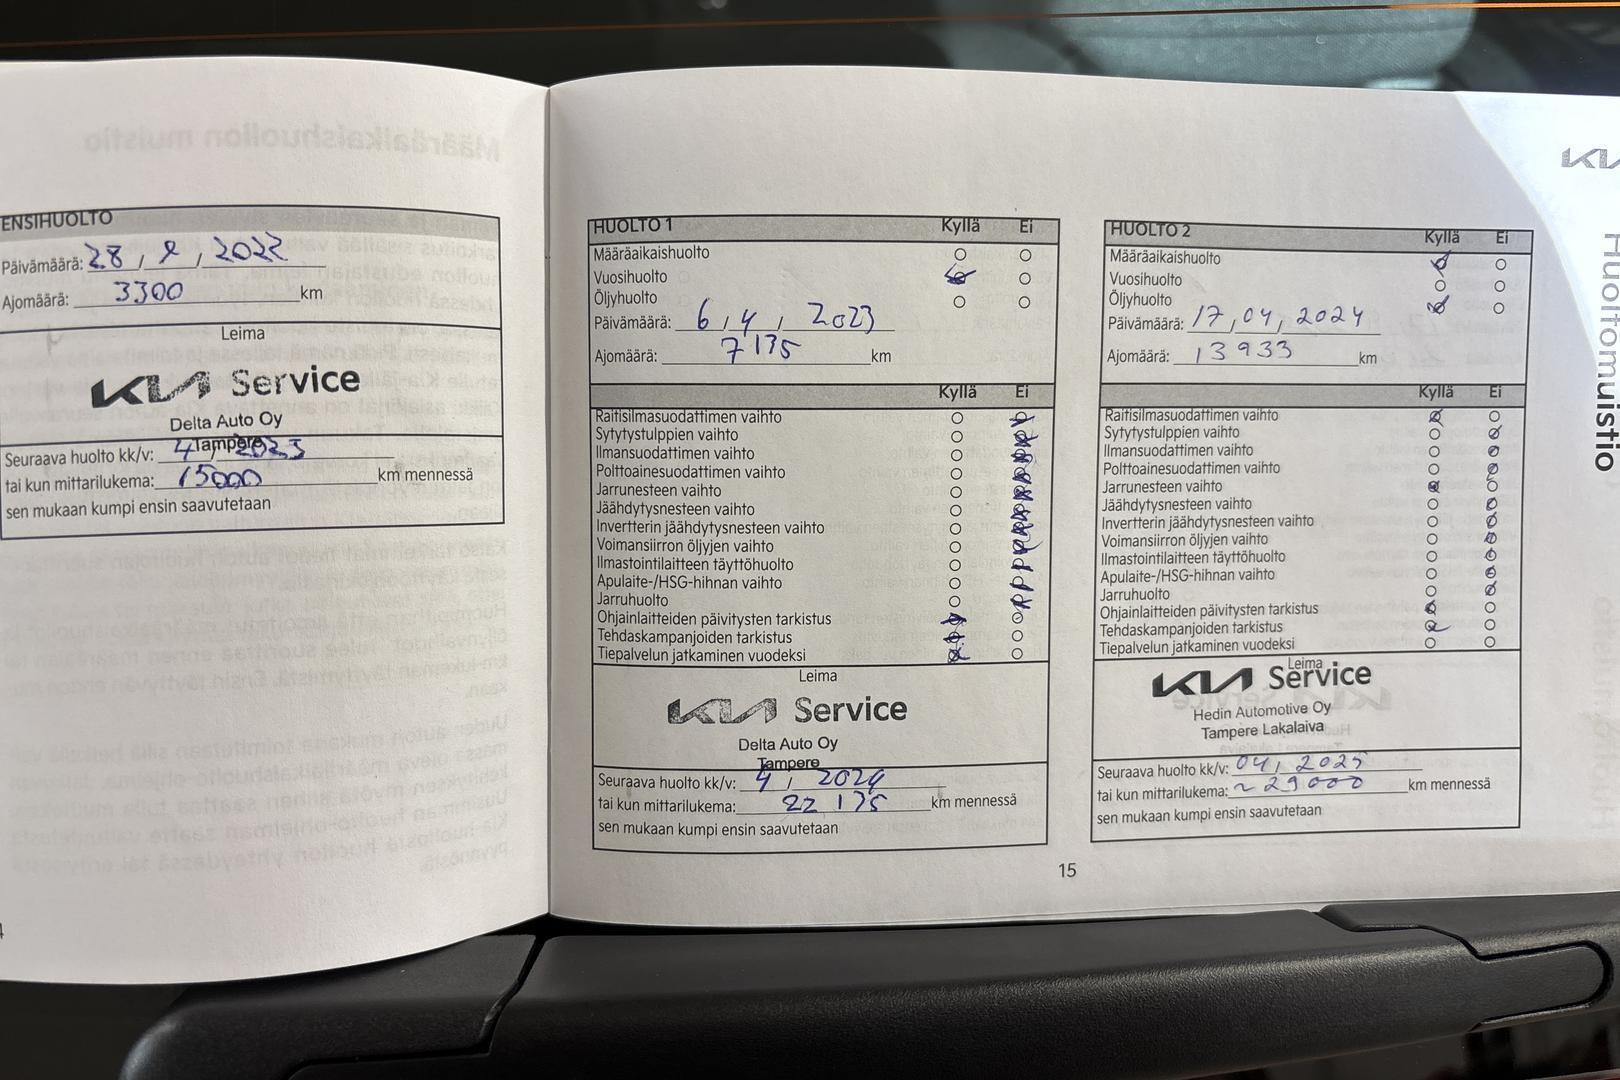 ENSIHUOLTO
Päivämäärä: 28 / 2 / 2022
Ajomäärä: 3300 km
Leima
KIA Service
Delta Auto Oy
Tampere
Seuraava huolto kk/v: 4 / 2023
tai kun mittarilukema: 15000 km mennessä
sen mukaan kumpi ensin saavutetaan
HUOLTO 1 Kyllä Ei
Määräaikaishuolto
Vuosihuolto
Öljyhuolto
Päivämäärä: 6 / 4 / 2023
Ajomäärä: 7135 km
Kyllä Ei
Raitisilmasuodattimen vaihto
Sytytystulppien vaihto
Ilmansuodattimen vaihto
Polttoainesuodattimen vaihto
Jarrunesteen vaihto
Jäähdytysnesteen vaihto
Invertterin jäähdytysnesteen vaihto
Voimansiirron öljyjen vaihto
Ilmastointilaitteen täyttöhuolto
Apulaite-/HSG-hihnan vaihto
Jarruhuolto
Ohjainlaitteiden päivitysten tarkistus
Tehdaskampanjoiden tarkistus
Tiepalvelun jatkaminen vuodeksi
Leima
KIA Service
Delta Auto Oy
Tampere
Seuraava huolto kk/v: 4 / 2024
tai kun mittarilukema: 22 135 km mennessä
sen mukaan kumpi ensin saavutetaan
HUOLTO 2 Kyllä Ei
Määräaikaishuolto
Vuosihuolto
Öljyhuolto
Päivämäärä: 17 / 04 / 2024
Ajomäärä: 13933 km
Kyllä Ei
Raitisilmasuodattimen vaihto
Sytytystulppien vaihto
Ilmansuodattimen vaihto
Polttoainesuodattimen vaihto
Jarrunesteen vaihto
Jäähdytysnesteen vaihto
Invertterin jäähdytysnesteen vaihto
Voimansiirron öljyjen vaihto
Ilmastointilaitteen täyttöhuolto
Apulaite-/HSG-hihnan vaihto
Jarruhuolto
Ohjainlaitteiden päivitysten tarkistus
Tehdaskampanjoiden tarkistus
Tiepalvelun jatkaminen vuodeksi
Leima
KIA Service
Hedin Automotive Oy
Tampere Lakalaiva
Seuraava huolto kk/v: 04 / 2025
tai kun mittarilukema: ~29000 km mennessä
sen mukaan kumpi ensin saavutetaan
15
Huoltomuistio